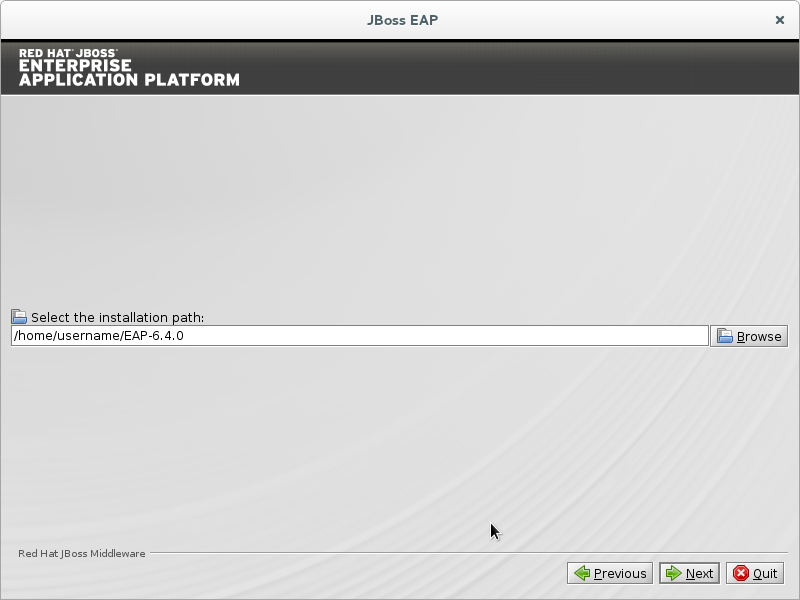 JBoss EAP
RED HAT® JBOSS®
ENTERPRISE
APPLICATION PLATFORM
Select the installation path:
/home/username/EAP-6.4.0
Browse
Red Hat JBoss Middleware
Previous
Next
Quit